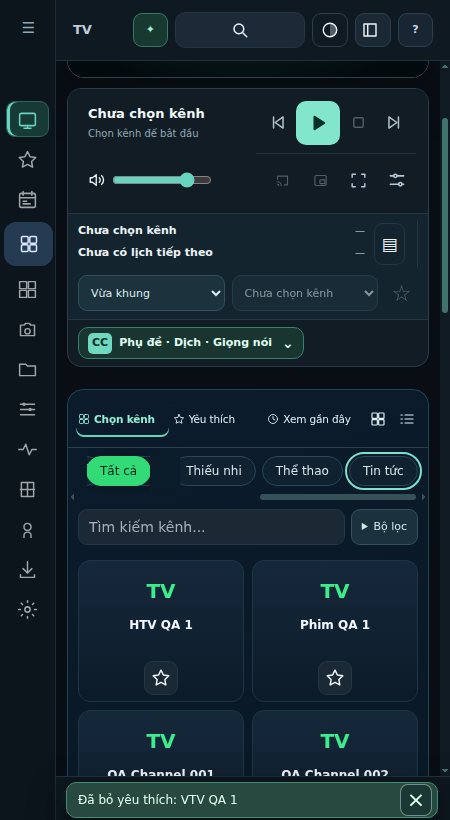 TV
?
Chưa chọn kênh
Chọn kênh để bắt đầu
Chưa chọn kênh —
Chưa có lịch tiếp theo —
Vừa khung
Chưa chọn kênh
CC Phụ đề · Dịch · Giọng nói
Chọn kênh
Yêu thích
Xem gần đây
Tất cả
Thiếu nhi
Thể thao
Tin tức
Tìm kiếm kênh...
Bộ lọc
TV
HTV QA 1
TV
Phim QA 1
TV
QA Channel 001
TV
QA Channel 002
Đã bỏ yêu thích: VTV QA 1